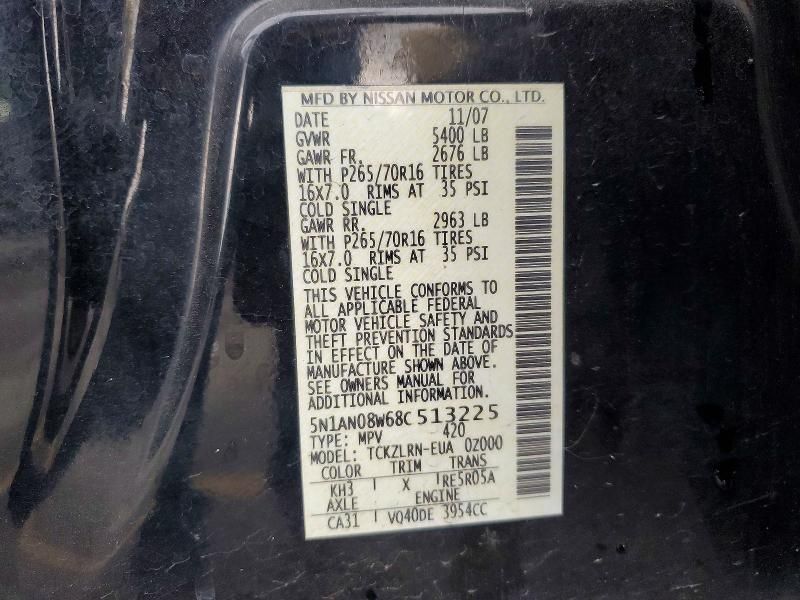 MFD BY NISSAN MOTOR CO., LTD.
DATE 11/07
GVWR 5400 LB
GAWR FR. 2676 LB
WITH P265/70R16 TIRES
16X7.0 RIMS AT 35 PSI
COLD SINGLE
GAWR RR. 2963 LB
WITH P265/70R16 TIRES
16X7.0 RIMS AT 35 PSI
COLD SINGLE
THIS VEHICLE CONFORMS TO
ALL APPLICABLE FEDERAL
MOTOR VEHICLE SAFETY AND
THEFT PREVENTION STANDARDS
IN EFFECT ON THE DATE OF
MANUFACTURE SHOWN ABOVE.
SEE OWNERS MANUAL FOR
ADDITIONAL INFORMATION.
5N1AN08W68C513225
TYPE: MPV 420
MODEL: TCKZLRN-EUA 0Z000
COLOR TRIM TRANS
KH3 X RE5R05A
AXLE ENGINE
CA31 VQ40DE 3954CC